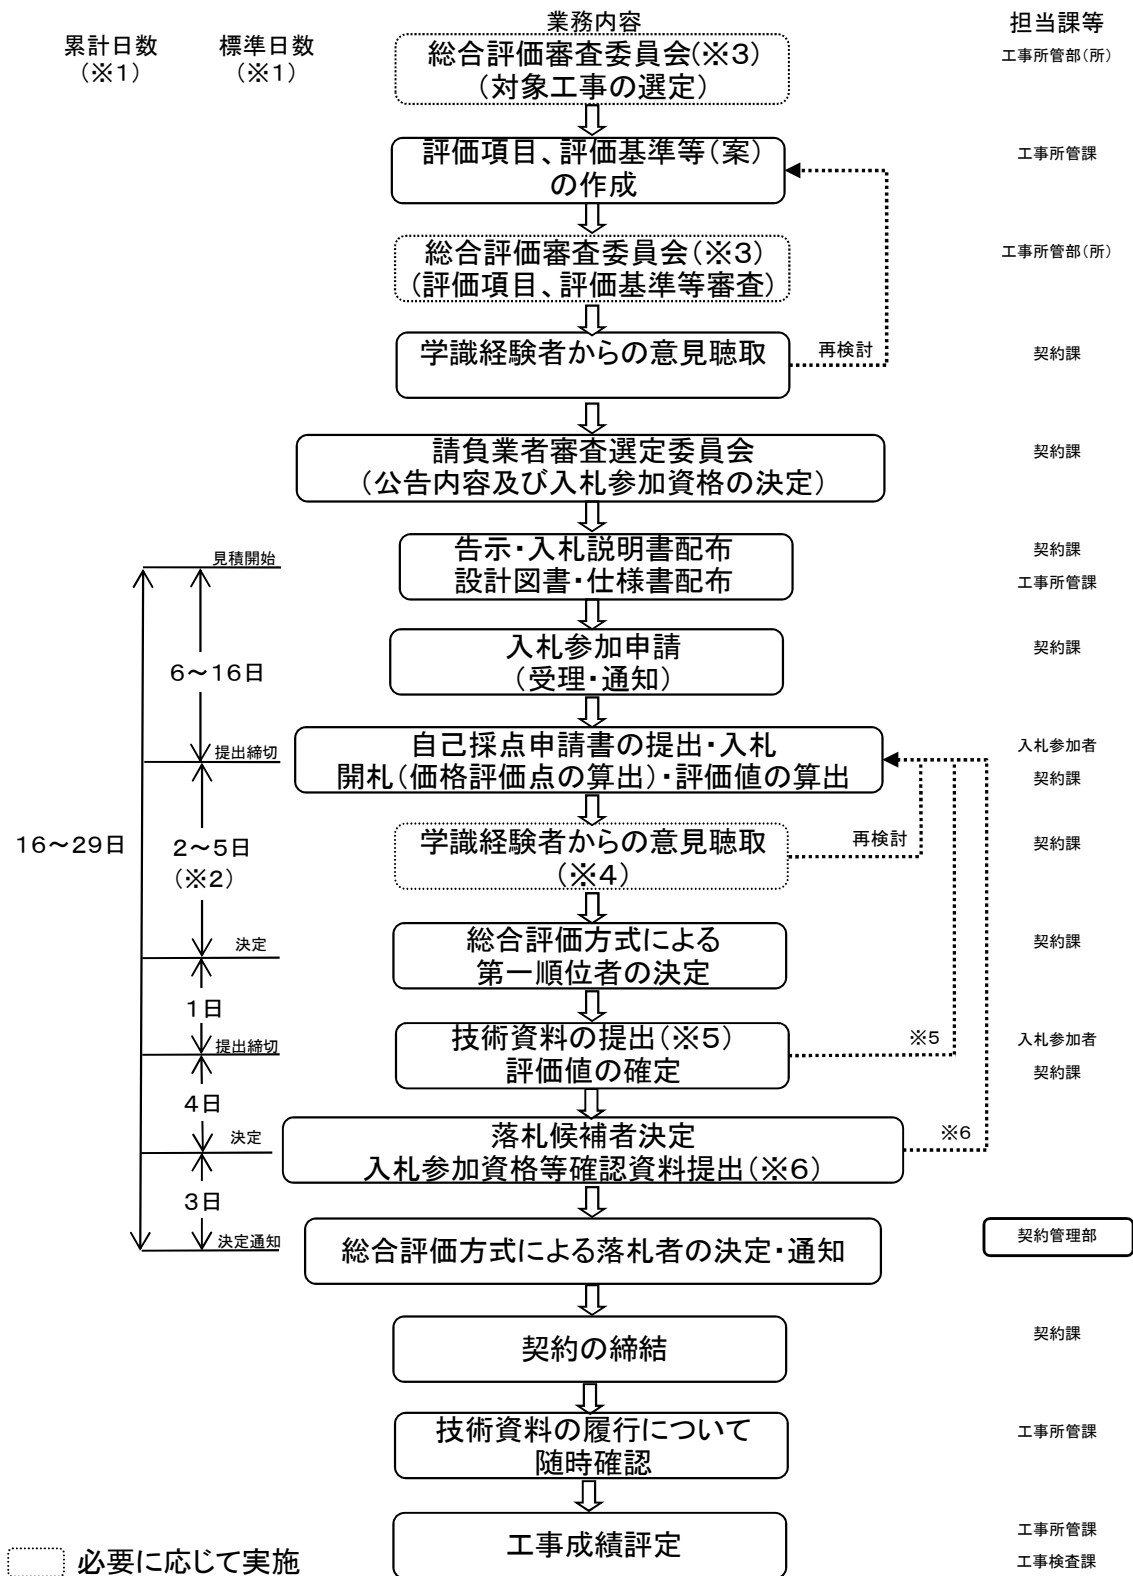 業務内容
担当課等
累計日数
(※1)
標準日数
(※1)
総合評価審査委員会(※3)
(対象工事の選定)
工事所管部(所)
評価項目、評価基準等(案)
の作成
工事所管課
総合評価審査委員会(※3)
(評価項目、評価基準等審査)
工事所管部(所)
学識経験者からの意見聴取
再検討
契約課
請負業者審査選定委員会
(公告内容及び入札参加資格の決定)
契約課
見積開始
告示・入札説明書配布
設計図書・仕様書配布
契約課
工事所管課
6～16日
入札参加申請
(受理・通知)
契約課
提出締切
自己採点申請書の提出・入札
開札(価格評価点の算出)・評価値の算出
入札参加者
契約課
16～29日
2～5日
(※2)
学識経験者からの意見聴取
(※4)
再検討
契約課
決定
総合評価方式による
第一順位者の決定
契約課
1日
提出締切
技術資料の提出(※5)
評価値の確定
※5
入札参加者
契約課
4日
決定
落札候補者決定
入札参加資格等確認資料提出(※6)
※6
3日
決定通知
総合評価方式による落札者の決定・通知
契約管理部
契約の締結
契約課
技術資料の履行について
随時確認
工事所管課
工事成績評定
工事所管課
工事検査課
必要に応じて実施